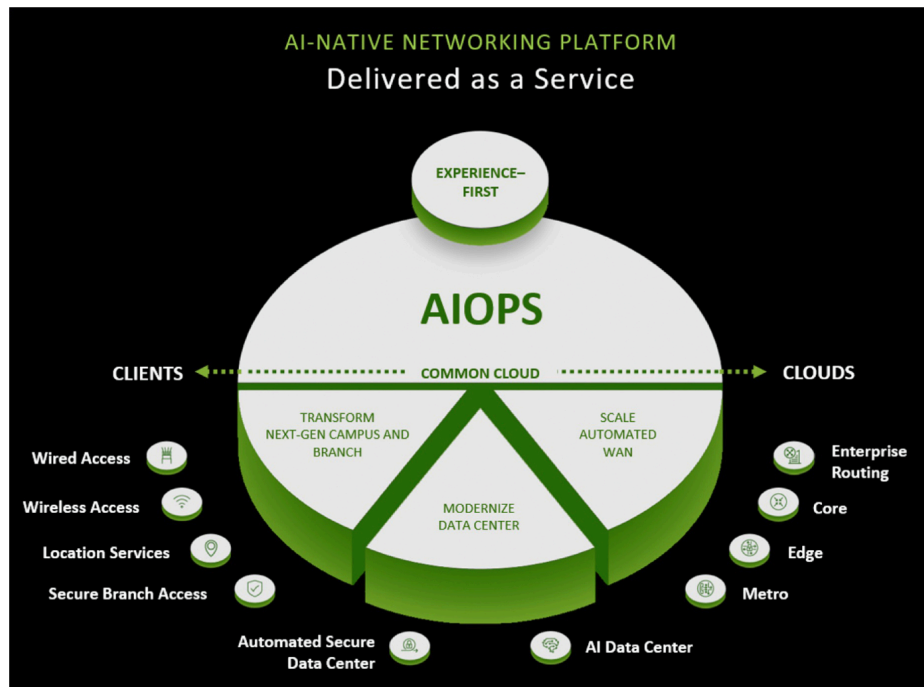 AI-NATIVE NETWORKING PLATFORM
Delivered as a Service
EXPERIENCE–
FIRST
AIOPS
CLIENTS
COMMON CLOUD
CLOUDS
TRANSFORM
NEXT-GEN CAMPUS AND
BRANCH
SCALE
AUTOMATED
WAN
MODERNIZE
DATA CENTER
Wired Access
Wireless Access
Location Services
Secure Branch Access
Automated Secure
Data Center
AI Data Center
Enterprise
Routing
Core
Edge
Metro